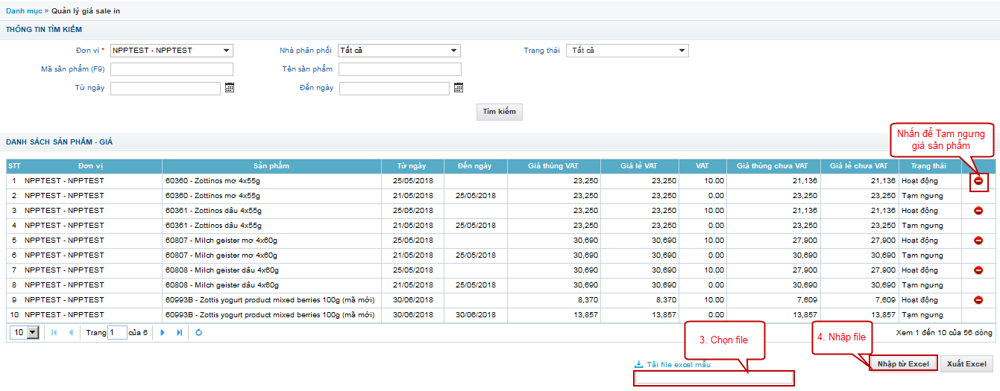 Danh mục » Quản lý giá sale in
THÔNG TIN TÌM KIẾM
Đơn vị * NPPTEST - NPPTEST Nhà phân phối Tất cả Trạng thái Tất cả
Mã sản phẩm (F9) Tên sản phẩm
Từ ngày Đến ngày
Tìm kiếm
Nhấn để Tạm ngưng
giá sản phẩm
DANH SÁCH SẢN PHẨM - GIÁ
STT Đơn vị Sản phẩm Từ ngày Đến ngày Giá thùng VAT Giá lẻ VAT VAT Giá thùng chưa VAT Giá lẻ chưa VAT Trạng thái
1 NPPTEST - NPPTEST 60360 - Zottinos mơ 4x55g 25/05/2018 23,250 23,250 10.00 21,136 21,136 Hoạt động
2 NPPTEST - NPPTEST 60360 - Zottinos mơ 4x55g 21/05/2018 25/05/2018 23,250 23,250 0.00 23,250 23,250 Tạm ngưng
3 NPPTEST - NPPTEST 60361 - Zottinos dâu 4x55g 25/05/2018 23,250 23,250 10.00 21,136 21,136 Hoạt động
4 NPPTEST - NPPTEST 60361 - Zottinos dâu 4x55g 21/05/2018 25/05/2018 23,250 23,250 0.00 23,250 23,250 Tạm ngưng
5 NPPTEST - NPPTEST 60807 - Milch geister mơ 4x60g 25/05/2018 30,690 30,690 10.00 27,900 27,900 Hoạt động
6 NPPTEST - NPPTEST 60807 - Milch geister mơ 4x60g 21/05/2018 25/05/2018 30,690 30,690 0.00 30,690 30,690 Tạm ngưng
7 NPPTEST - NPPTEST 60808 - Milch geister dâu 4x60g 25/05/2018 30,690 30,690 10.00 27,900 27,900 Hoạt động
8 NPPTEST - NPPTEST 60808 - Milch geister dâu 4x60g 21/05/2018 25/05/2018 30,690 30,690 0.00 30,690 30,690 Tạm ngưng
9 NPPTEST - NPPTEST 60993B - Zottis yogurt product mixed berries 100g (mã mới) 30/06/2018 8,370 8,370 10.00 7,609 7,609 Hoạt động
10 NPPTEST - NPPTEST 60993B - Zottis yogurt product mixed berries 100g (mã mới) 30/06/2018 30/06/2018 13,857 13,857 0.00 13,857 13,857 Tạm ngưng
10 Trang 1 của 6 Xem 1 đến 10 của 56 dòng
3. Chọn file 4. Nhập file
Tải file excel mẫu Nhập từ Excel Xuất Excel